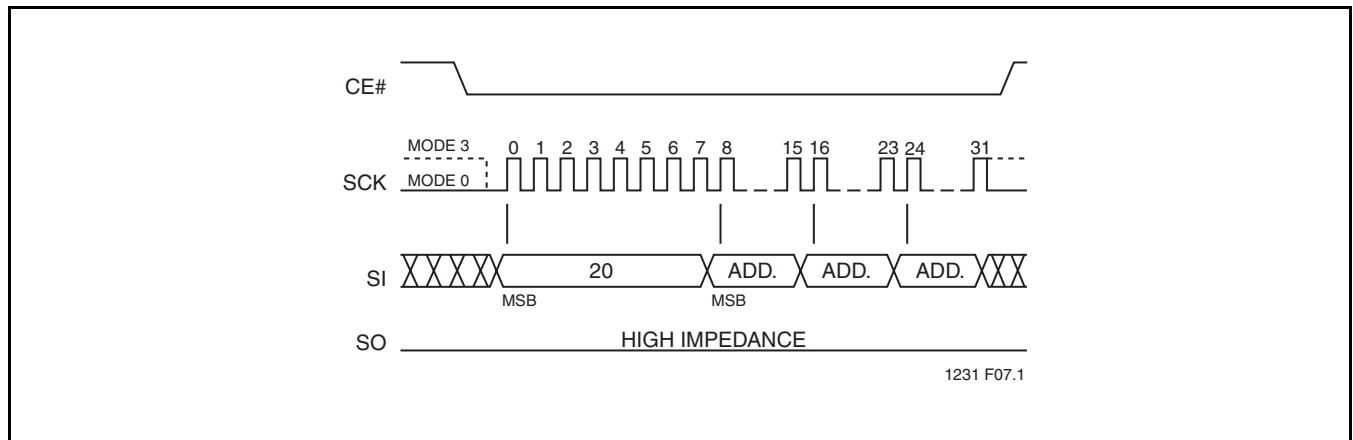 CE#
MODE 3
0 1 2 3 4 5 6 7 8 15 16 23 24 31
SCK
MODE 0
SI
20
ADD.
ADD.
ADD.
MSB
MSB
SO
HIGH IMPEDANCE
1231 F07.1